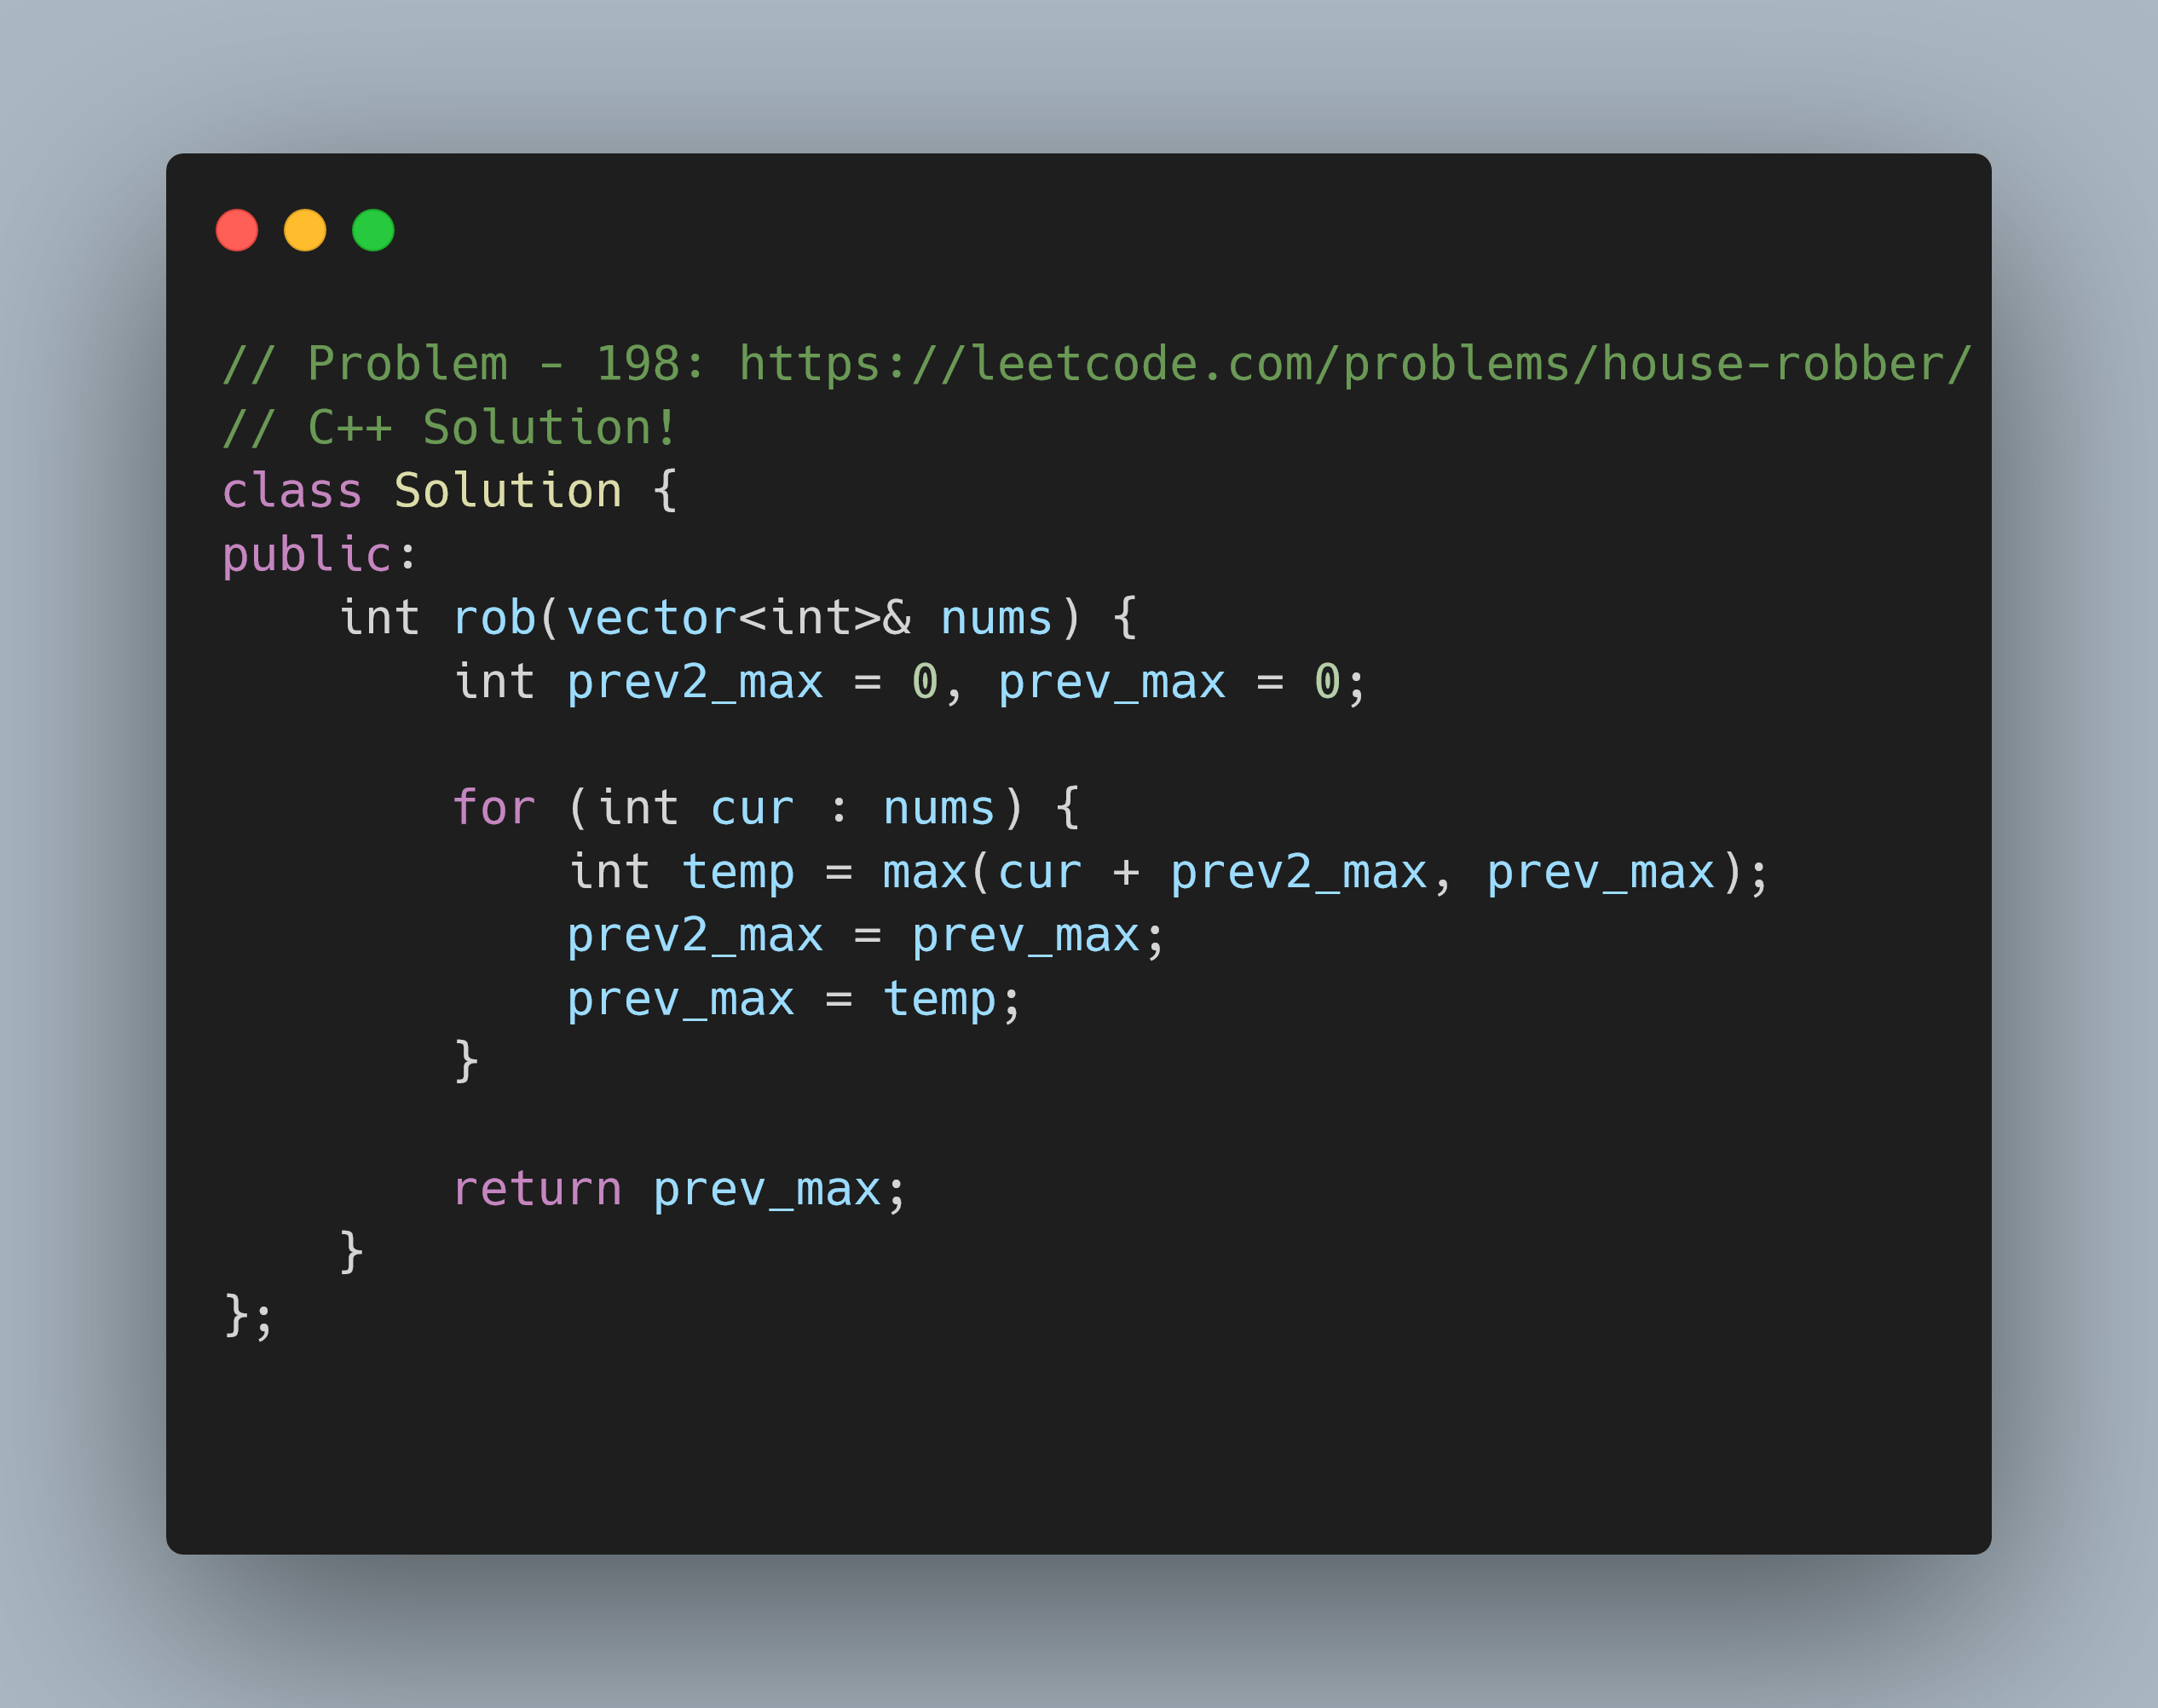 // Problem - 198: https://leetcode.com/problems/house-robber/
// C++ Solution!
class Solution {
public:
    int rob(vector<int>& nums) {
        int prev2_max = 0, prev_max = 0;

        for (int cur : nums) {
            int temp = max(cur + prev2_max, prev_max);
            prev2_max = prev_max;
            prev_max = temp;
        }

        return prev_max;
    }
};